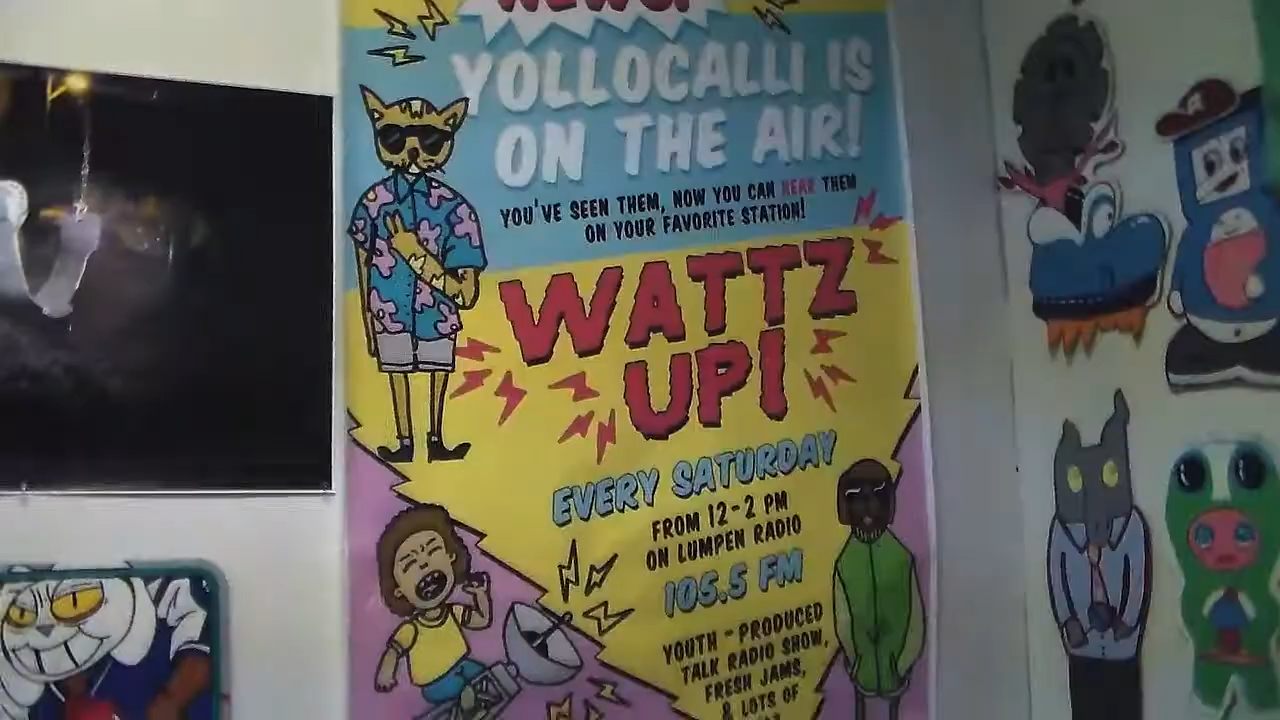 NEWS!
YOLLOCALLI IS
ON THE AIR!
YOU'VE SEEN THEM, NOW YOU CAN HEAR THEM
ON YOUR FAVORITE STATION!
WATTZ
UP!
EVERY SATURDAY
FROM 12-2 PM
ON LUMPEN RADIO
105.5 FM
YOUTH-PRODUCED
TALK RADIO SHOW,
FRESH JAMS,
& LOTS OF